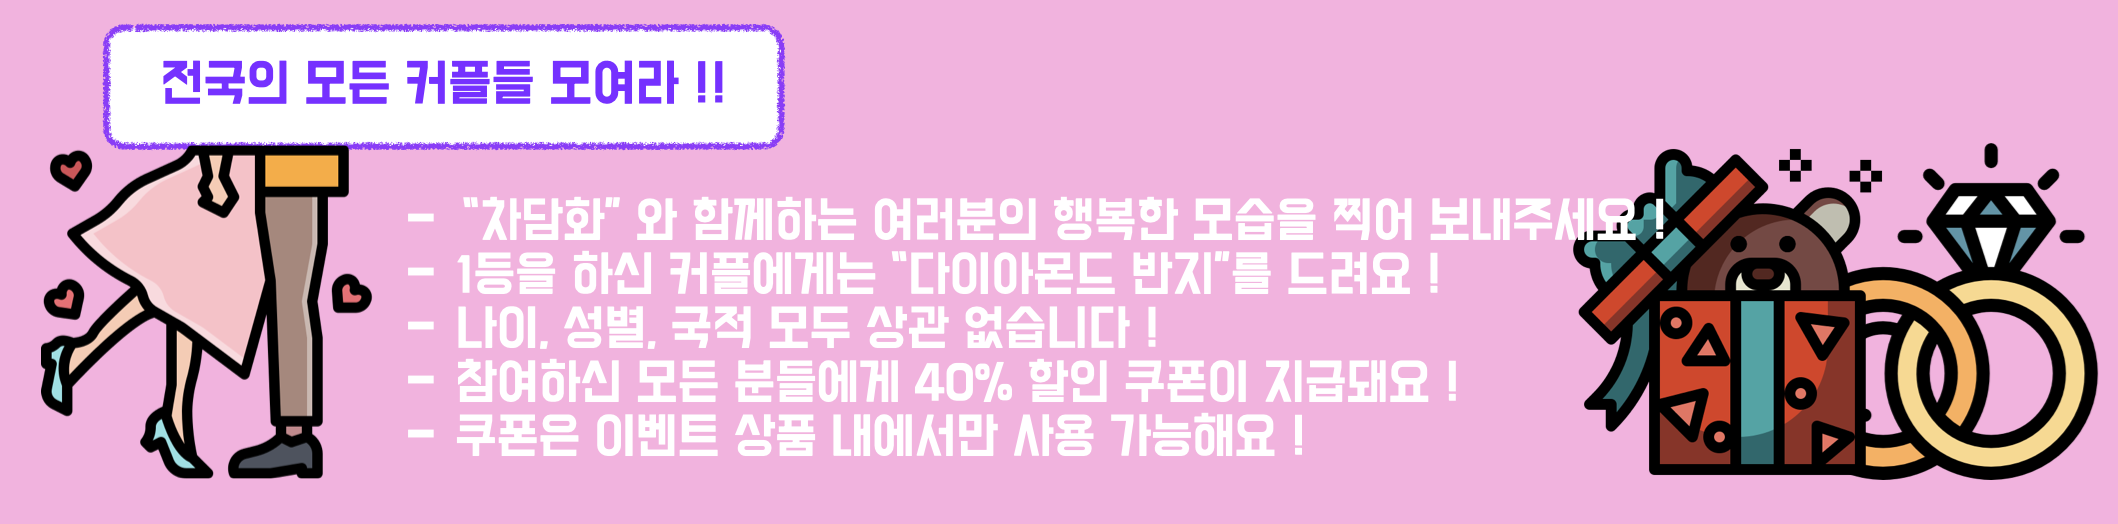 전국의 모든 커플들 모여라 !!
- "차담화" 와 함께하는 여러분의 행복한 모습을 찍어 보내주세요 !
- 1등을 하신 커플에게는 "다이아몬드 반지"를 드려요 !
- 나이, 성별, 국적 모두 상관 없습니다 !
- 참여하신 모든 분들에게 40% 할인 쿠폰이 지급돼요 !
- 쿠폰은 이벤트 상품 내에서만 사용 가능해요 !